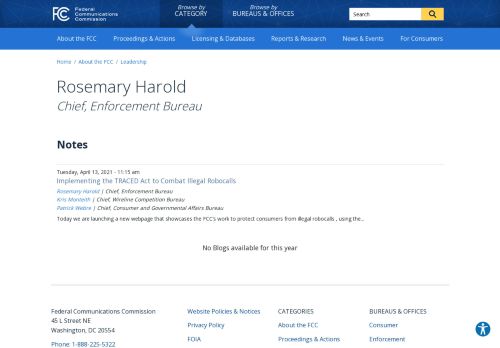 FCC Federal
Communications
Commission
Browse by
CATEGORY
Browse by
BUREAUS & OFFICES
Search
About the FCC
Proceedings & Actions
Licensing & Databases
Reports & Research
News & Events
For Consumers
Home / About the FCC / Leadership
Rosemary Harold
Chief, Enforcement Bureau
Notes
Tuesday, April 13, 2021 - 11:15 am
Implementing the TRACED Act to Combat Illegal Robocalls
Rosemary Harold | Chief, Enforcement Bureau
Kris Monteith | Chief, Wireline Competition Bureau
Patrick Webre | Chief, Consumer and Governmental Affairs Bureau
Today we are launching a new webpage that showcases the FCC's work to protect consumers from illegal robocalls , using the...
No Blogs available for this year
Federal Communications Commission
45 L Street NE
Washington, DC 20554
Phone: 1-888-225-5322
Website Policies & Notices
Privacy Policy
FOIA
CATEGORIES
About the FCC
Proceedings & Actions
BUREAUS & OFFICES
Consumer
Enforcement